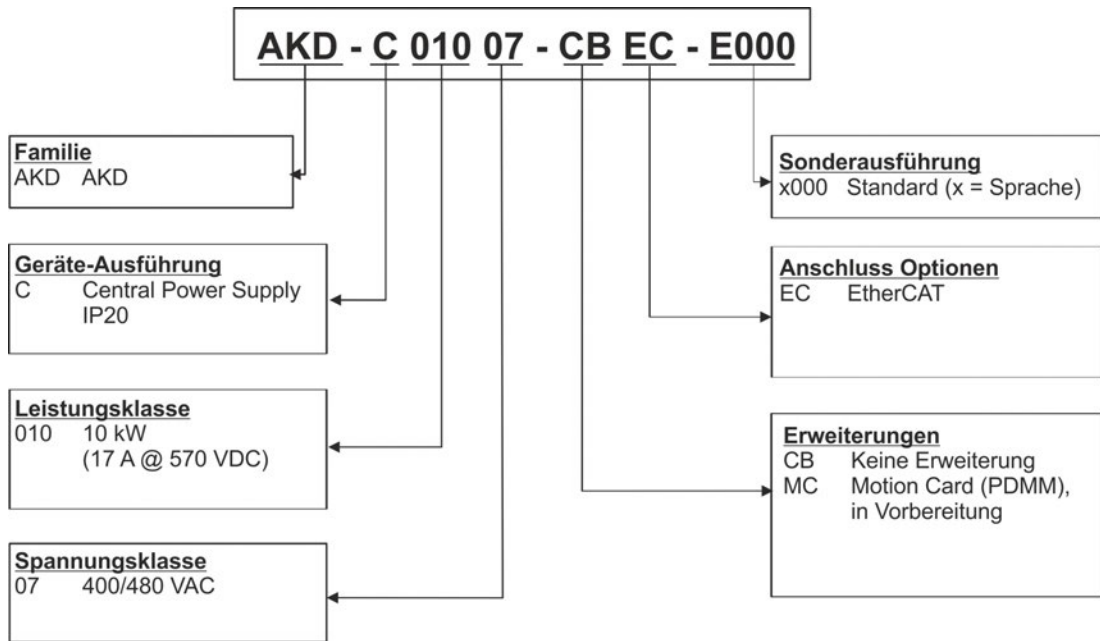 AKD - C 010 07 - CB EC - E000
Familie
AKD AKD
Geräte-Ausführung
C Central Power Supply
IP20
Leistungsklasse
010 10 kW
(17 A @ 570 VDC)
Spannungsklasse
07 400/480 VAC
Sonderausführung
x000 Standard (x = Sprache)
Anschluss Optionen
EC EtherCAT
Erweiterungen
CB Keine Erweiterung
MC Motion Card (PDMM),
in Vorbereitung